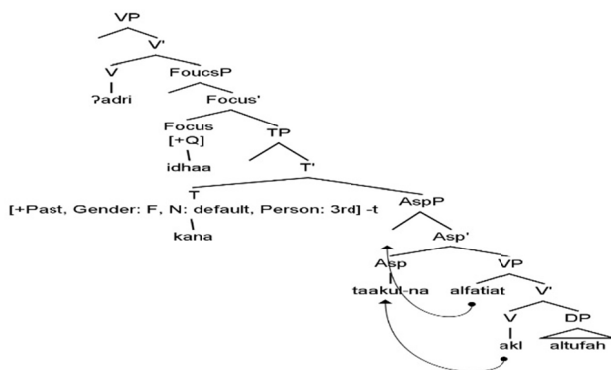 VP
V'
V FoucsP
ʔadri Focus'
Focus TP
[+Q]
idhaa T'
T AspP
[+Past, Gender: F, N: default, Person: 3rd] -t
kana Asp'
Asp VP
taakul-na alfatiat V'
V DP
akl altufah